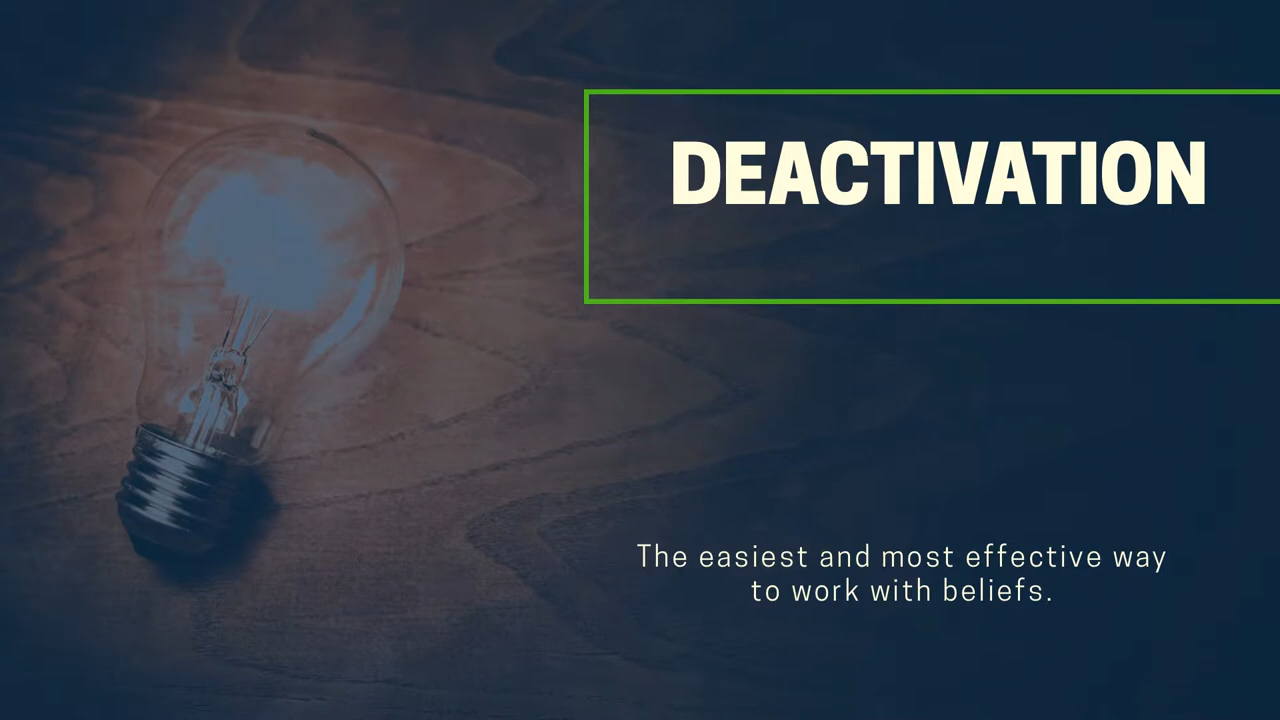 DEACTIVATION
The easiest and most effective way
to work with beliefs.